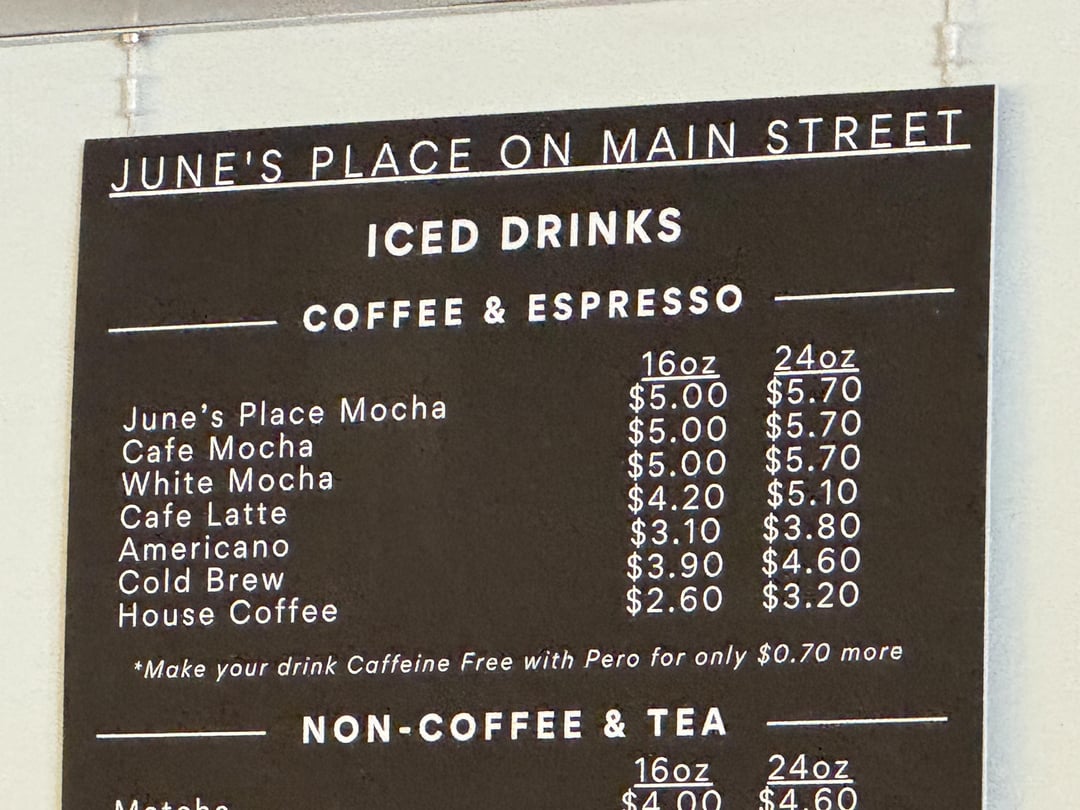 JUNE'S PLACE ON MAIN STREET
ICED DRINKS
COFFEE & ESPRESSO
16oz 24oz
June's Place Mocha $5.00 $5.70
Cafe Mocha $5.00 $5.70
White Mocha $5.00 $5.70
Cafe Latte $4.20 $5.10
Americano $3.10 $3.80
Cold Brew $3.90 $4.60
House Coffee $2.60 $3.20
*Make your drink Caffeine Free with Pero for only $0.70 more
NON-COFFEE & TEA
16oz 24oz
Matcha $4.00 $4.60